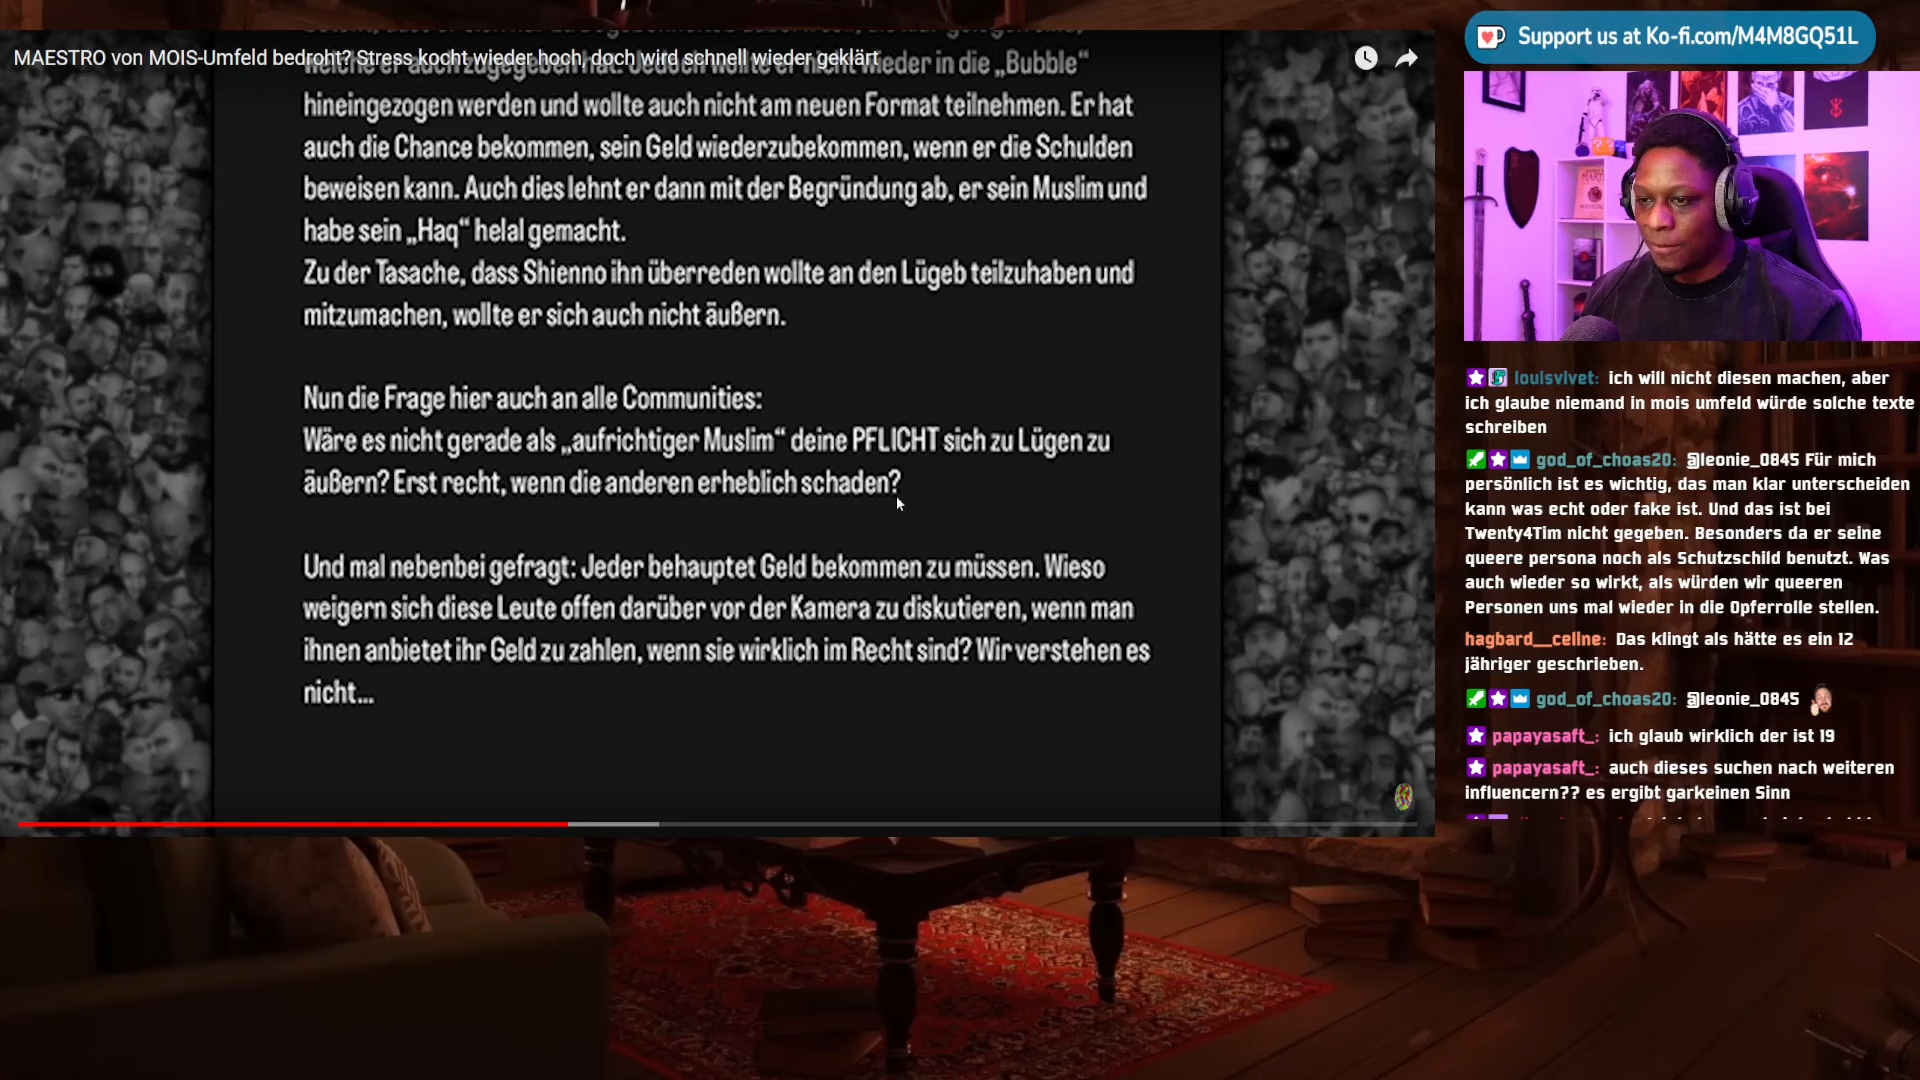 MAESTRO von MOIS-Umfeld bedroht? Stress kocht wieder hoch, doch wird schnell wieder geklärt
welche er auch zugegeben hat. Jedoch wollte er nicht wieder in die „Bubble“
hineingezogen werden und wollte auch nicht am neuen Format teilnehmen. Er hat
auch die Chance bekommen, sein Geld wiederzubekommen, wenn er die Schulden
beweisen kann. Auch dies lehnt er dann mit der Begründung ab, er sein Muslim und
habe sein „Haq“ helal gemacht.
Zu der Tasache, dass Shienno ihn überreden wollte an den Lügeb teilzuhaben und
mitzumachen, wollte er sich auch nicht äußern.
Nun die Frage hier auch an alle Communities:
Wäre es nicht gerade als „aufrichtiger Muslim“ deine PFLICHT sich zu Lügen zu
äußern? Erst recht, wenn die anderen erheblich schaden?
Und mal nebenbei gefragt: Jeder behauptet Geld bekommen zu müssen. Wieso
weigern sich diese Leute offen darüber vor der Kamera zu diskutieren, wenn man
ihnen anbietet ihr Geld zu zahlen, wenn sie wirklich im Recht sind? Wir verstehen es
nicht...
Support us at Ko-fi.com/M4M8GQ51L
louisvivet: ich will nicht diesen machen, aber
ich glaube niemand in mois umfeld würde solche texte
schreiben
god_of_choas20: @leonie_0845 Für mich
persönlich ist es wichtig, das man klar unterscheiden
kann was echt oder fake ist. Und das ist bei
Twenty4Tim nicht gegeben. Besonders da er seine
queere persona noch als Schutzschild benutzt. Was
auch wieder so wirkt, als würden wir queeren
Personen uns mal wieder in die Opferrolle stellen.
hagbard__celine: Das klingt als hätte es ein 12
jähriger geschrieben.
god_of_choas20: @leonie_0845
papayasaft_: ich glaub wirklich der ist 19
papayasaft_: auch dieses suchen nach weiteren
influencern?? es ergibt garkeinen Sinn